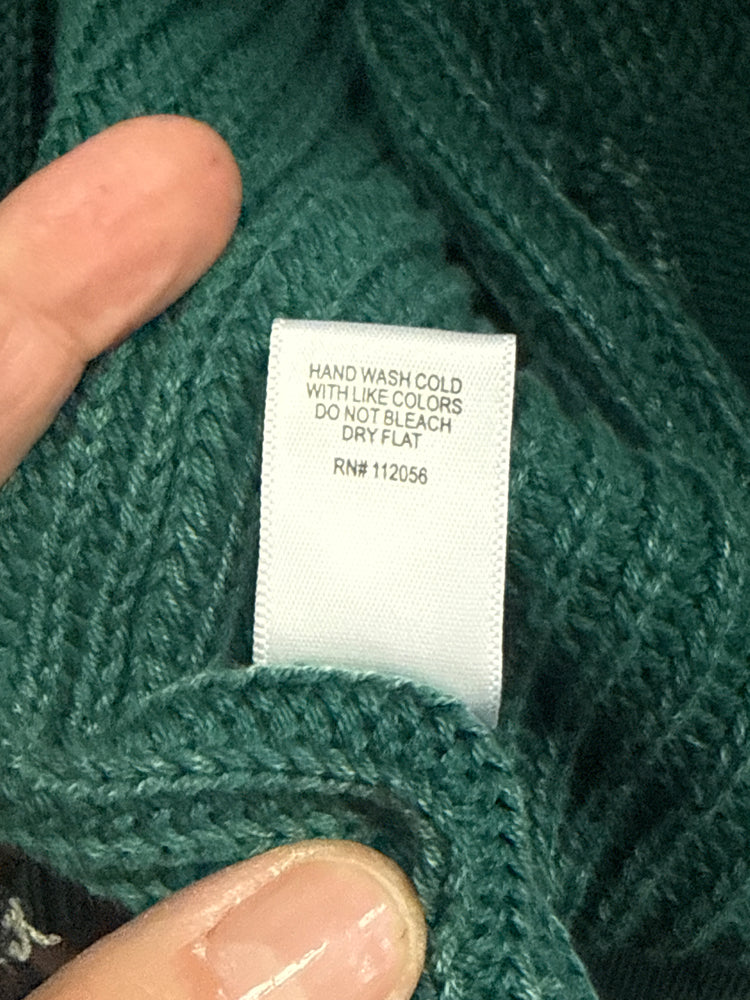 HAND WASH COLD
WITH LIKE COLORS
DO NOT BLEACH
DRY FLAT
RN# 112056